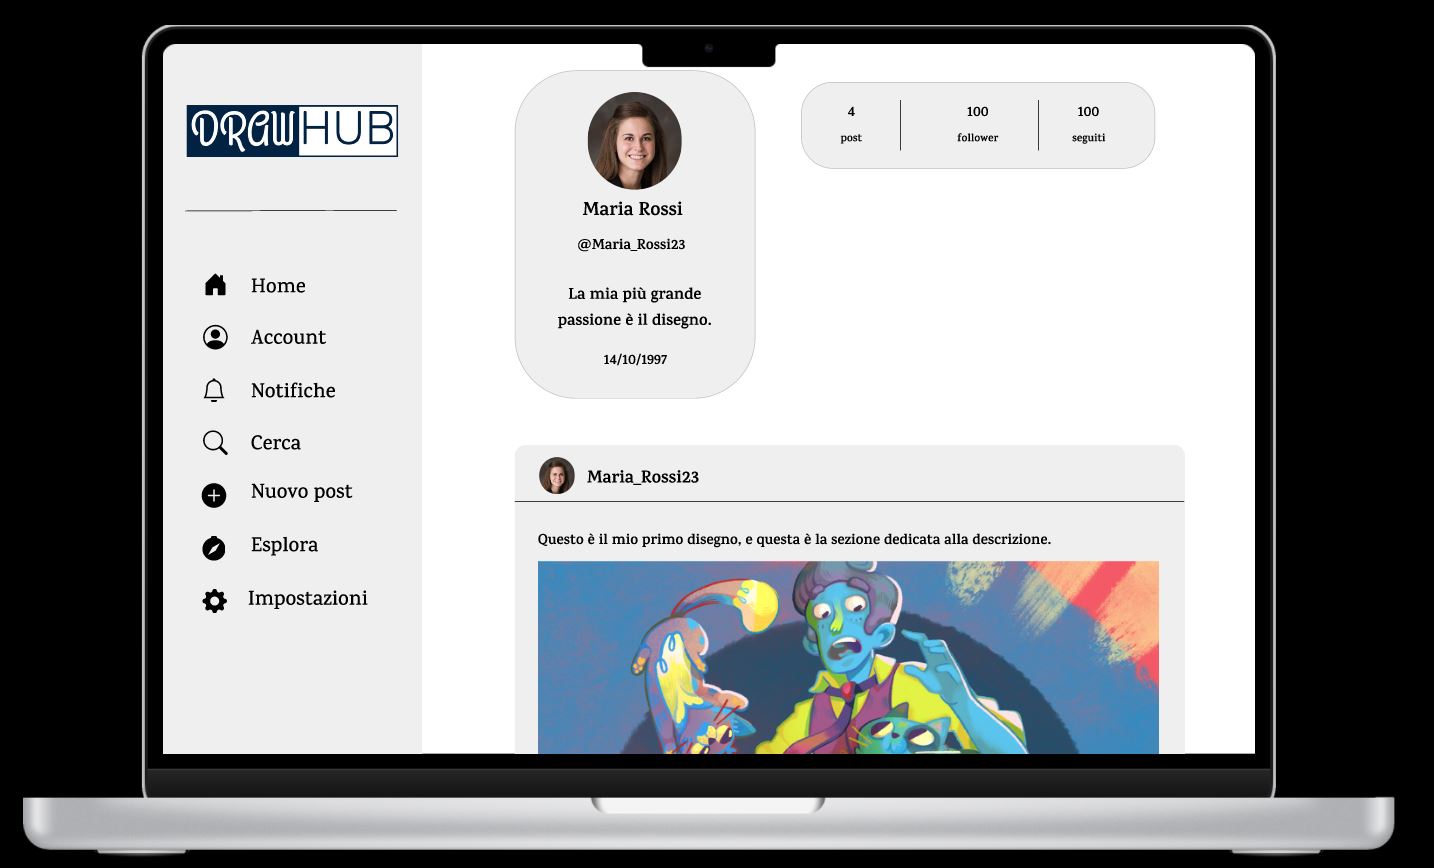 DRAWHUB
Home
Account
Notifiche
Cerca
Nuovo post
Esplora
Impostazioni
Maria Rossi
@Maria_Rossi23
La mia più grande
passione è il disegno.
14/10/1997
4
post
100
follower
100
seguiti
Maria_Rossi23
Questo è il mio primo disegno, e questa è la sezione dedicata alla descrizione.